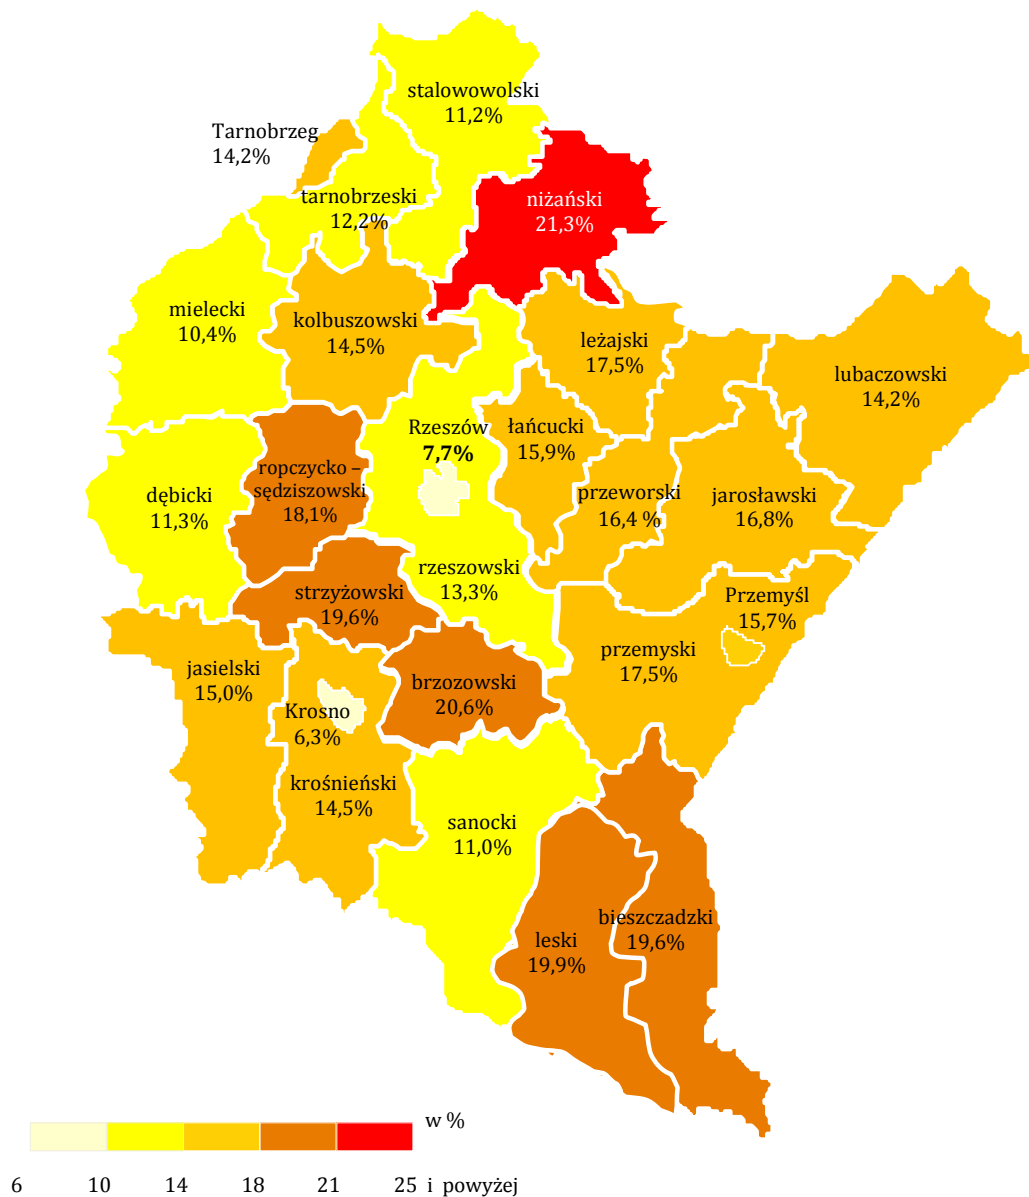 stalowowolski
11,2%
Tarnobrzeg
14,2%
tarnobrzeski
12,2%
niżański
21,3%
mielecki
10,4%
kolbuszowski
14,5%
leżajski
17,5%
lubaczowski
14,2%
Rzeszów
7,7%
łańcucki
15,9%
ropczycko –
sędziszowski
18,1%
dębicki
11,3%
przeworski
16,4 %
jarosławski
16,8%
rzeszowski
13,3%
strzyżowski
19,6%
Przemyśl
15,7%
przemyski
17,5%
jasielski
15,0%
brzozowski
20,6%
Krosno
6,3%
krośnieński
14,5%
sanocki
11,0%
bieszczadzki
19,6%
leski
19,9%
w %
6 10 14 18 21 25 i powyżej